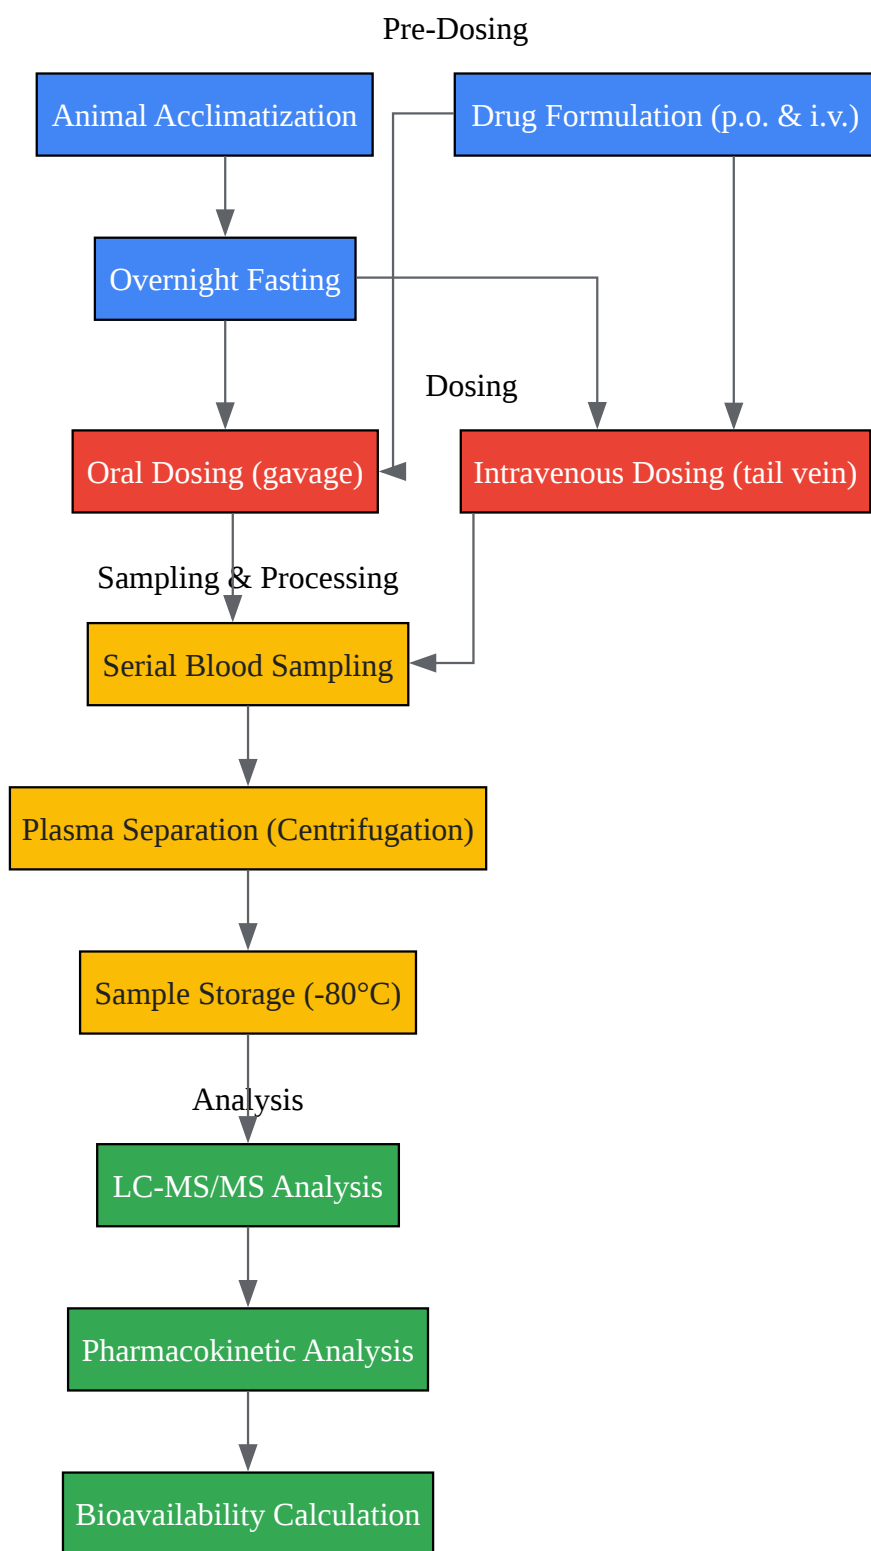 Pre-Dosing
Animal Acclimatization
Drug Formulation (p.o. & i.v.)
Overnight Fasting
Dosing
Oral Dosing (gavage)
Intravenous Dosing (tail vein)
Sampling & Processing
Serial Blood Sampling
Plasma Separation (Centrifugation)
Sample Storage (-80°C)
Analysis
LC-MS/MS Analysis
Pharmacokinetic Analysis
Bioavailability Calculation